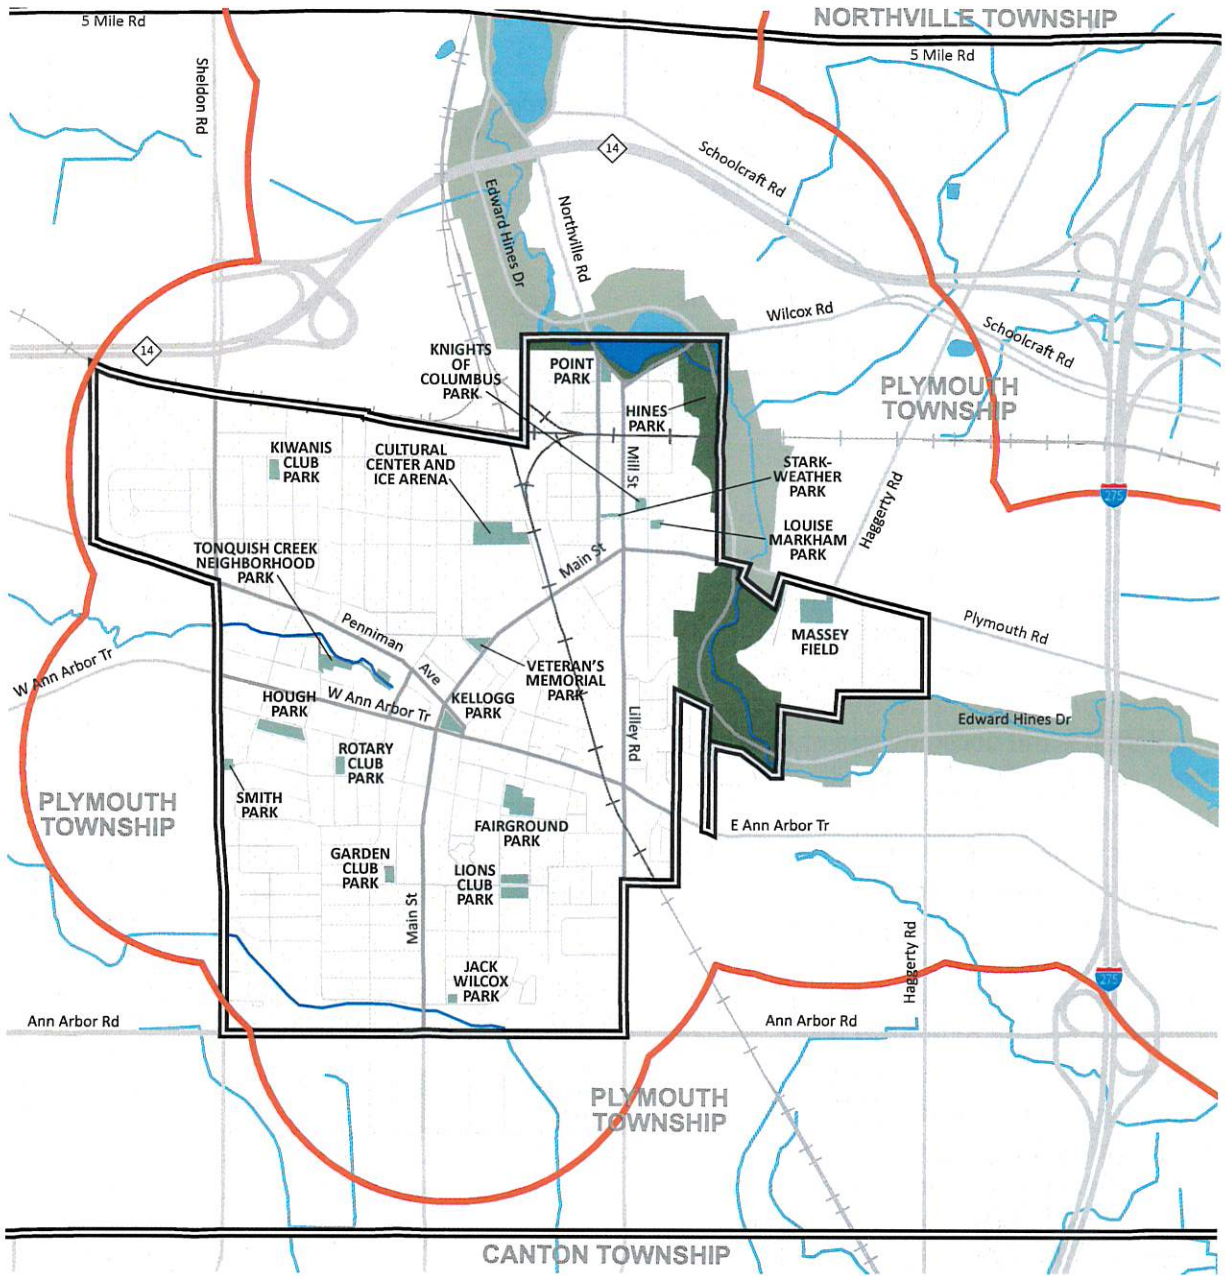 NORTHVILLE TOWNSHIP
5 Mile Rd
5 Mile Rd
Sheldon Rd
14
Schoolcraft Rd
Edward Hines Dr
Northville Rd
Wilcox Rd
Schoolcraft Rd
14
KNIGHTS
OF
COLUMBUS
PARK
POINT
PARK
PLYMOUTH
TOWNSHIP
HINES
PARK
KIWANIS
CLUB
PARK
CULTURAL
CENTER AND
ICE ARENA
Mill St
STARK-
WEATHER
PARK
Haggerty Rd
275
LOUISE
MARKHAM
PARK
TONQUISH CREEK
NEIGHBORHOOD
PARK
Main St
Penniman
Ave
MASSEY
FIELD
Plymouth Rd
W Ann Arbor Tr
VETERAN'S
MEMORIAL
PARK
HOUGH
PARK
W Ann Arbor Tr
KELLOGG
PARK
Lilley Rd
Edward Hines Dr
ROTARY
CLUB
PARK
SMITH
PARK
PLYMOUTH
TOWNSHIP
FAIRGROUND
PARK
E Ann Arbor Tr
GARDEN
CLUB
PARK
LIONS
CLUB
PARK
Main St
Haggerty Rd
JACK
WILCOX
PARK
275
Ann Arbor Rd
Ann Arbor Rd
PLYMOUTH
TOWNSHIP
CANTON TOWNSHIP